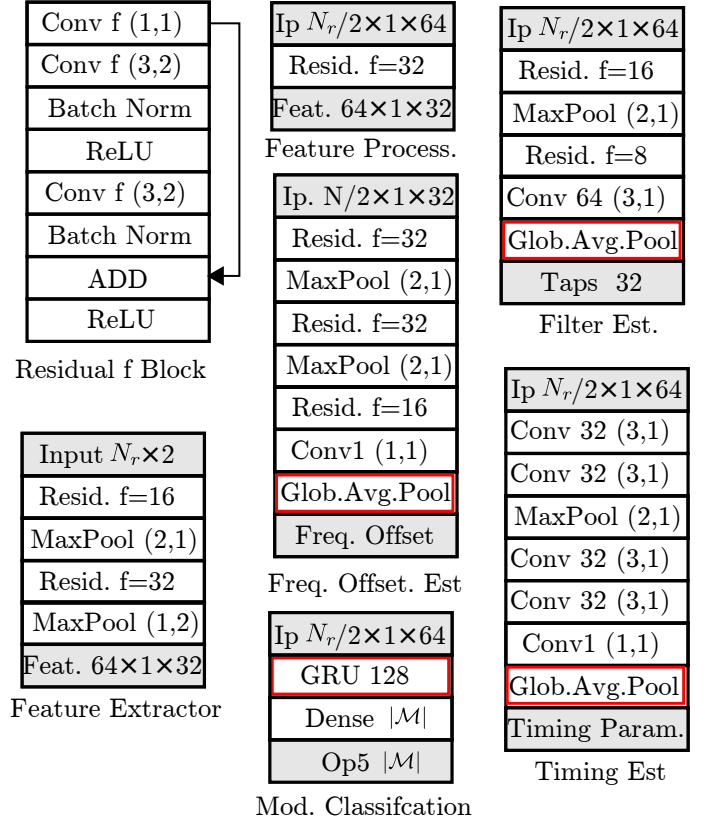 Conv f (1,1)
Conv f (3,2)
Batch Norm
ReLU
Conv f (3,2)
Batch Norm
ADD
ReLU
Residual f Block
Input N_r×2
Resid. f=16
MaxPool (2,1)
Resid. f=32
MaxPool (1,2)
Feat. 64×1×32
Feature Extractor
Ip N_r/2×1×64
Resid. f=32
Feat. 64×1×32
Feature Process.
Ip. N/2×1×32
Resid. f=32
MaxPool (2,1)
Resid. f=32
MaxPool (2,1)
Resid. f=16
Conv1 (1,1)
Glob.Avg.Pool
Freq. Offset
Freq. Offset. Est
Ip N_r/2×1×64
GRU 128
Dense |ℳ|
Op5 |ℳ|
Mod. Classifcation
Ip N_r/2×1×64
Resid. f=16
MaxPool (2,1)
Resid. f=8
Conv 64 (3,1)
Glob.Avg.Pool
Taps 32
Filter Est.
Ip N_r/2×1×64
Conv 32 (3,1)
Conv 32 (3,1)
MaxPool (2,1)
Conv 32 (3,1)
Conv 32 (3,1)
Conv1 (1,1)
Glob.Avg.Pool
Timing Param.
Timing Est